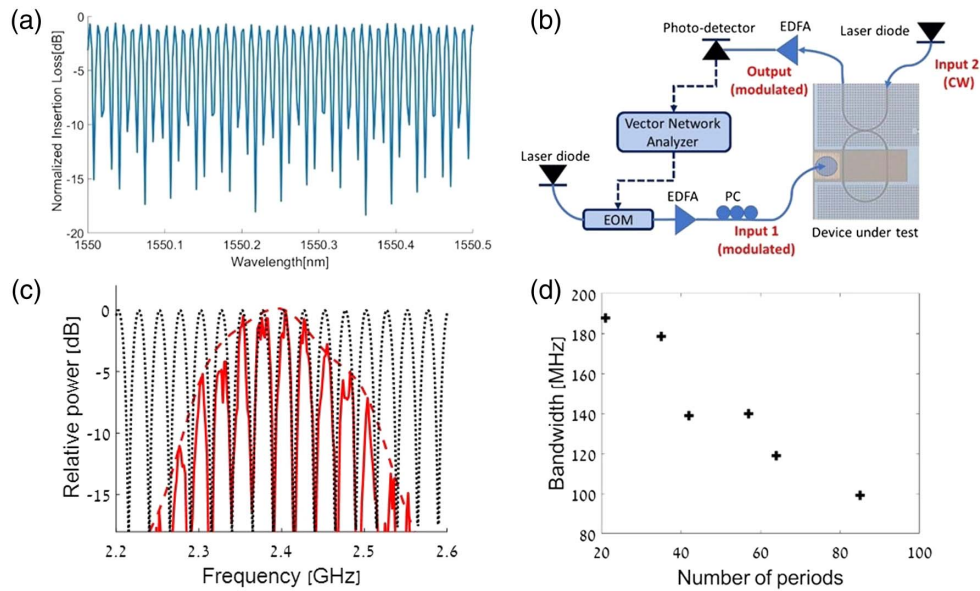 (a)
Normalized Insertion Loss[dB]
0
-5
-10
-15
-20
1550
1550.1
1550.2
1550.3
1550.4
1550.5
Wavelength[nm]
(b)
Photo-detector
EDFA
Laser diode
Output
(modulated)
Input 2
(CW)
Vector Network
Analyzer
Laser diode
EOM
EDFA
PC
Input 1
(modulated)
Device under test
(c)
Relative power [dB]
0
-5
-10
-15
2.2
2.3
2.4
2.5
2.6
Frequency [GHz]
(d)
Bandwidth [MHz]
200
180
160
140
120
100
80
20
40
60
80
100
Number of periods